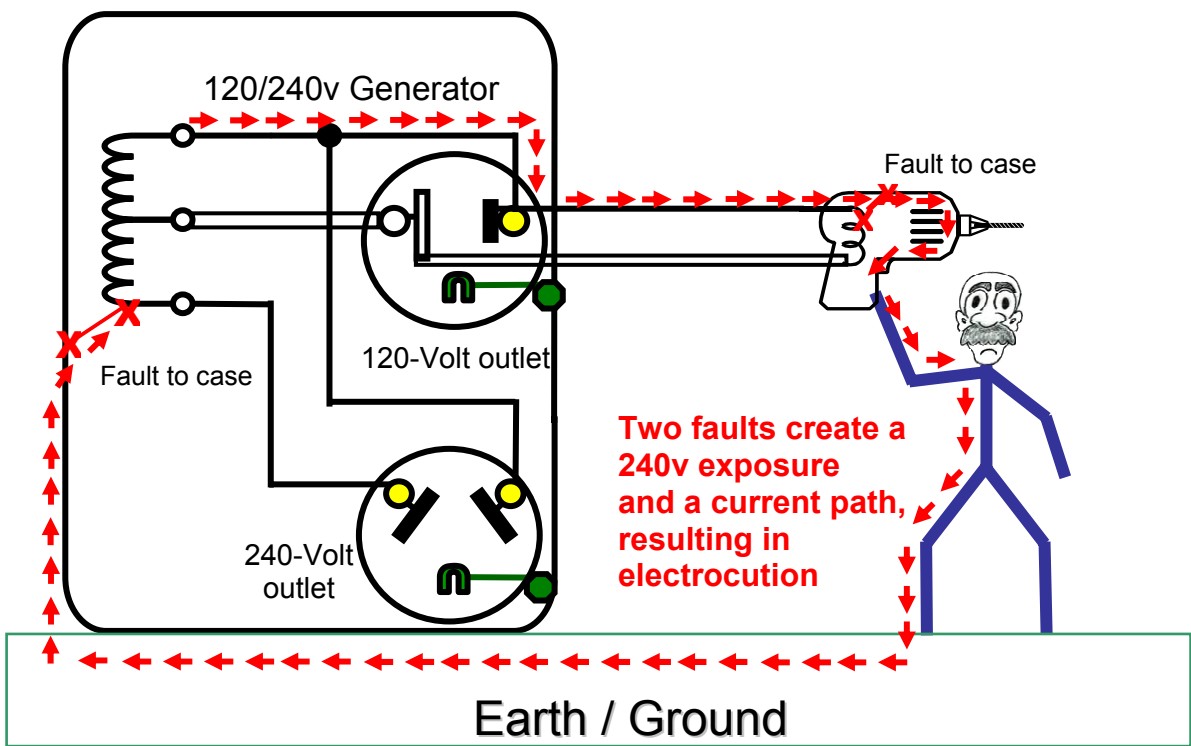 120/240v Generator
Fault to case
120-Volt outlet
Fault to case
Two faults create a
240v exposure
and a current path,
resulting in
electrocution
240-Volt
outlet
Earth / Ground